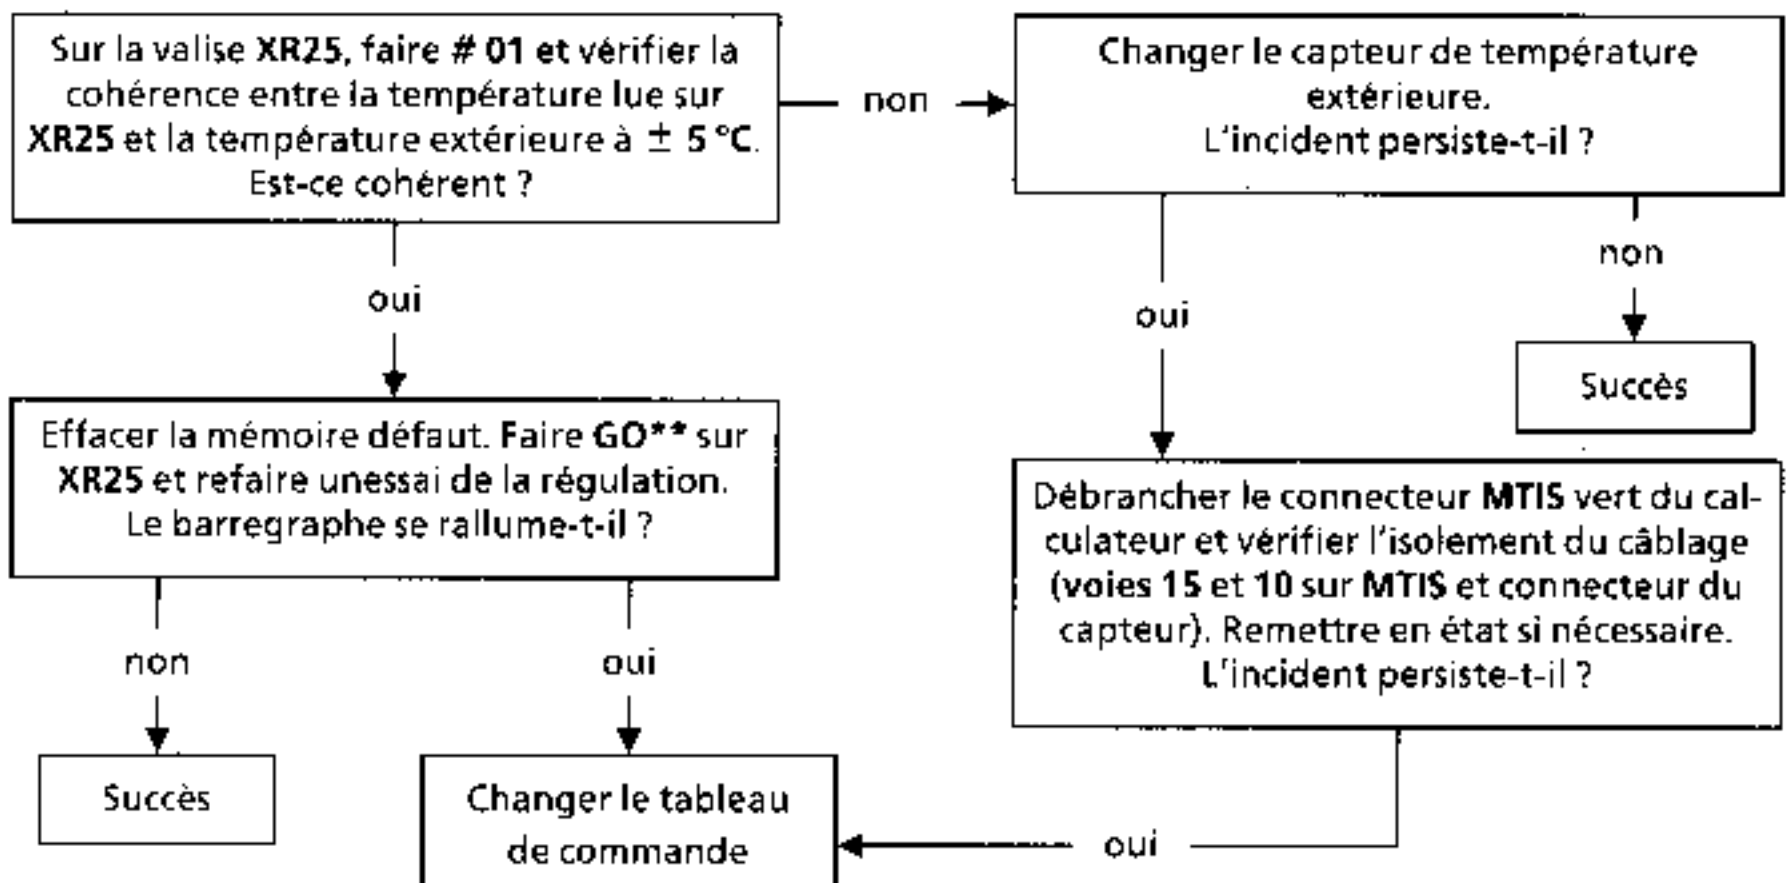 Sur la valise XR25, faire # 01 et vérifier la
cohérence entre la température lue sur
XR25 et la température extérieure à ± 5 °C.
Est-ce cohérent ?
non
Changer le capteur de température
extérieure.
L'incident persiste-t-il ?
oui
oui
non
Succès
Effacer la mémoire défaut. Faire GO** sur
XR25 et refaire unessai de la régulation.
Le barregraphe se rallume-t-il ?
Débrancher le connecteur MTIS vert du cal-
culateur et vérifier l'isolement du câblage
(voies 15 et 10 sur MTIS et connecteur du
capteur). Remettre en état si nécessaire.
L'incident persiste-t-il ?
non
oui
Succès
Changer le tableau
de commande
oui